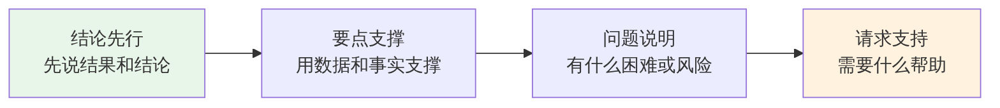 结论先行
先说结果和结论
要点支撑
用数据和事实支撑
问题说明
有什么困难或风险
请求支持
需要什么帮助